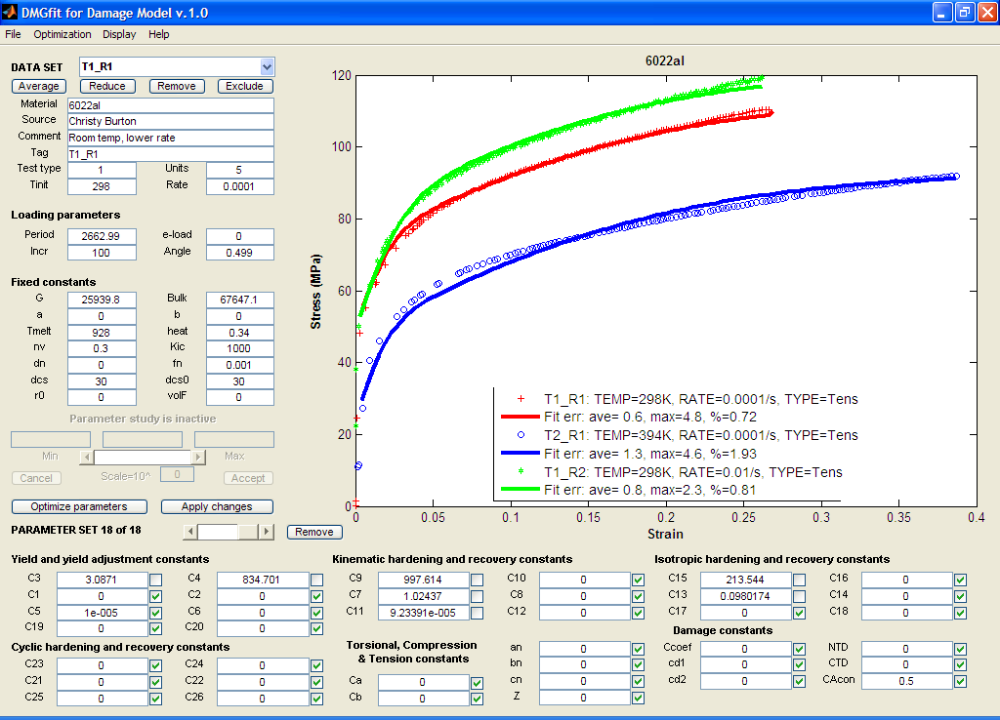 DMGfit for Damage Model v.1.0
File Optimization Display Help
DATA SET T1_R1
Average Reduce Remove Exclude
Material 6022al
Source Christy Burton
Comment Room temp, lower rate
Tag T1_R1
Test type 1 Units 5
Tinit 298 Rate 0.0001
Loading parameters
Period 2662.99 e-load 0
Incr 100 Angle 0.499
Fixed constants
G 25939.8 Bulk 67647.1
a 0 b 0
Tmelt 928 heat 0.34
nv 0.3 Kic 1000
dn 0 fn 0.001
dcs 30 dcs0 30
r0 0 volF 0
Parameter study is inactive
Min Max
Cancel Scale=10^ 0 Accept
Optimize parameters Apply changes
PARAMETER SET 18 of 18 Remove
6022al
120
100
80
60
40
20
0
Stress (MPa)
0 0.05 0.1 0.15 0.2 0.25 0.3 0.35 0.4
Strain
T1_R1: TEMP=298K, RATE=0.0001/s, TYPE=Tens
Fit err: ave= 0.6, max=4.8, %=0.72
T2_R1: TEMP=394K, RATE=0.0001/s, TYPE=Tens
Fit err: ave= 1.3, max=4.6, %=1.93
T1_R2: TEMP=298K, RATE=0.01/s, TYPE=Tens
Fit err: ave= 0.8, max=2.3, %=0.81
Yield and yield adjustment constants
C3 3.0871 C4 834.701
C1 0 C2 0
C5 1e-005 C6 0
C19 0 C20 0
Cyclic hardening and recovery constants
C23 0 C24 0
C21 0 C22 0
C25 0 C26 0
Kinematic hardening and recovery constants
C9 997.614 C10 0
C7 1.02437 C8 0
C11 9.23391e-005 C12 0
Torsional, Compression
& Tension constants
Ca 0
Cb 0
an 0
bn 0
cn 0
Z 0
Isotropic hardening and recovery constants
C15 213.544 C16 0
C13 0.0980174 C14 0
C17 0 C18 0
Damage constants
Ccoef 0 NTD 0
cd1 0 CTD 0
cd2 0 CAcon 0.5